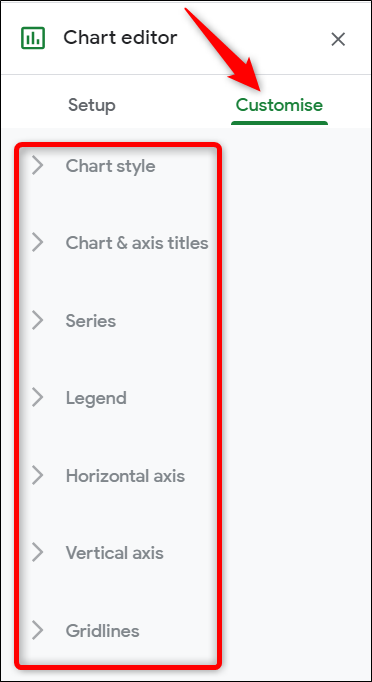 Chart editor
Setup
Customise
Chart style
Chart & axis titles
Series
Legend
Horizontal axis
Vertical axis
Gridlines